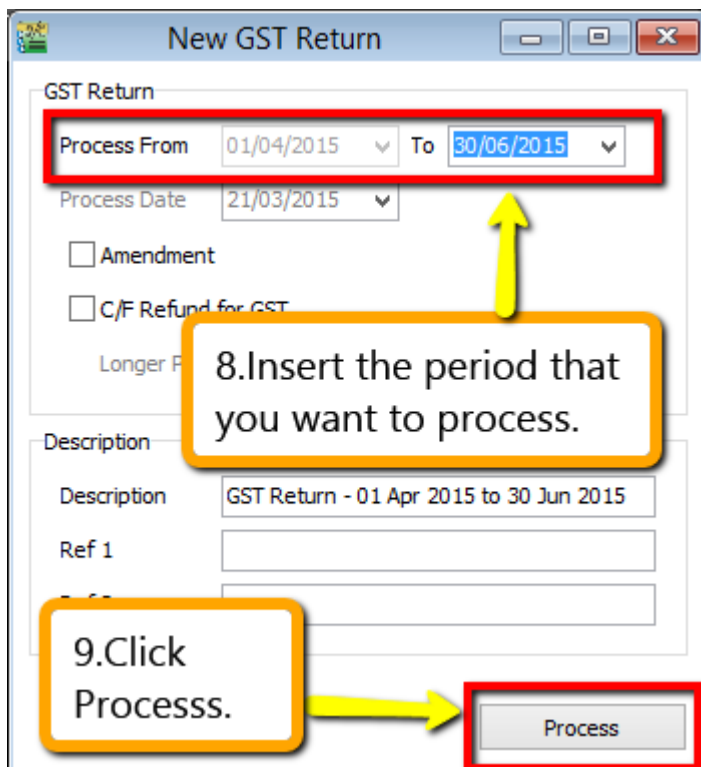 New GST Return
GST Return
Process From 01/04/2015 To 30/06/2015
Process Date 21/03/2015
Amendment
C/F Refund for GST
Longer P
8.Insert the period that
you want to process.
Description
Description GST Return - 01 Apr 2015 to 30 Jun 2015
Ref 1
9.Click
Processs.
Process